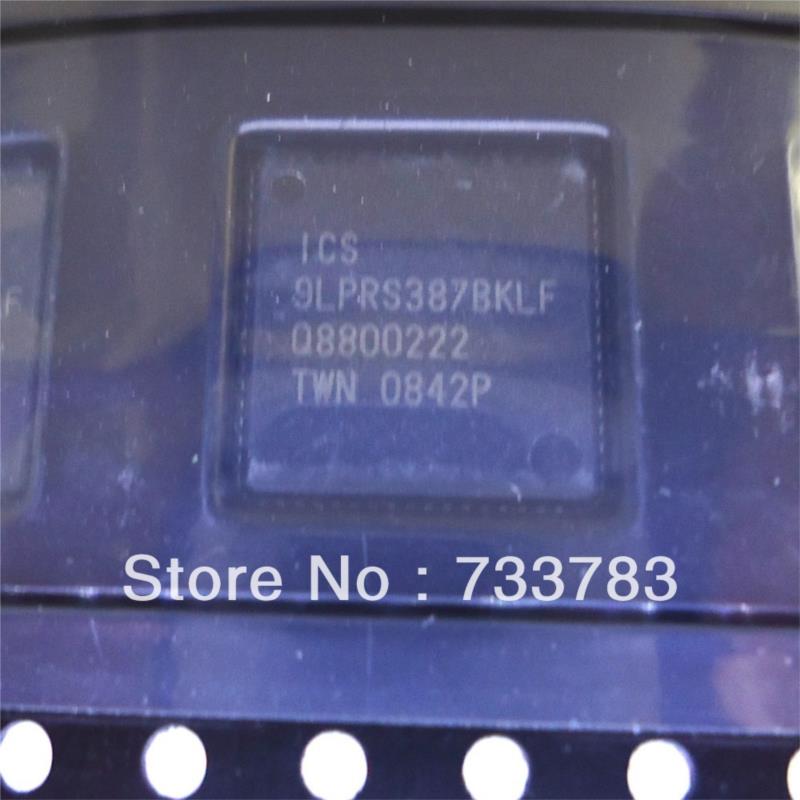 ICS
9LPRS387BKLF
Q8800222
TWN 0842P
F
Store No : 733783